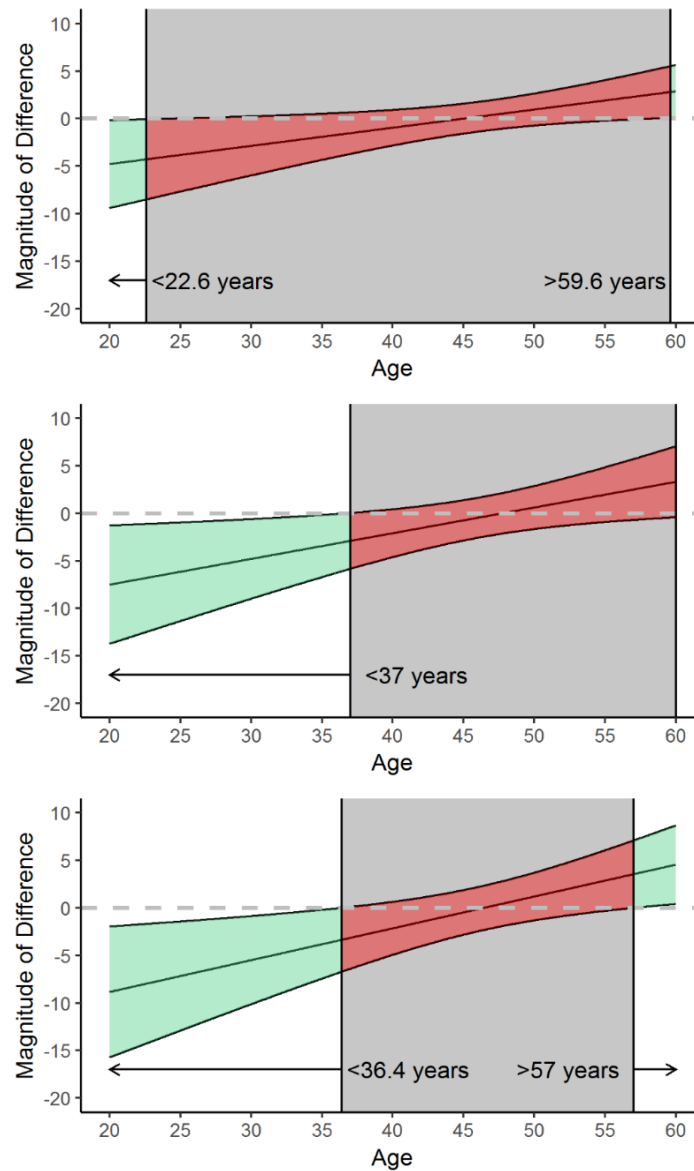 Magnitude of Difference
10
5
0
-5
-10
-15
-20
<22.6 years
>59.6 years
20 25 30 35 40 45 50 55 60
Age
Magnitude of Difference
10
5
0
-5
-10
-15
-20
<37 years
20 25 30 35 40 45 50 55 60
Age
Magnitude of Difference
10
5
0
-5
-10
-15
-20
<36.4 years
>57 years
20 25 30 35 40 45 50 55 60
Age